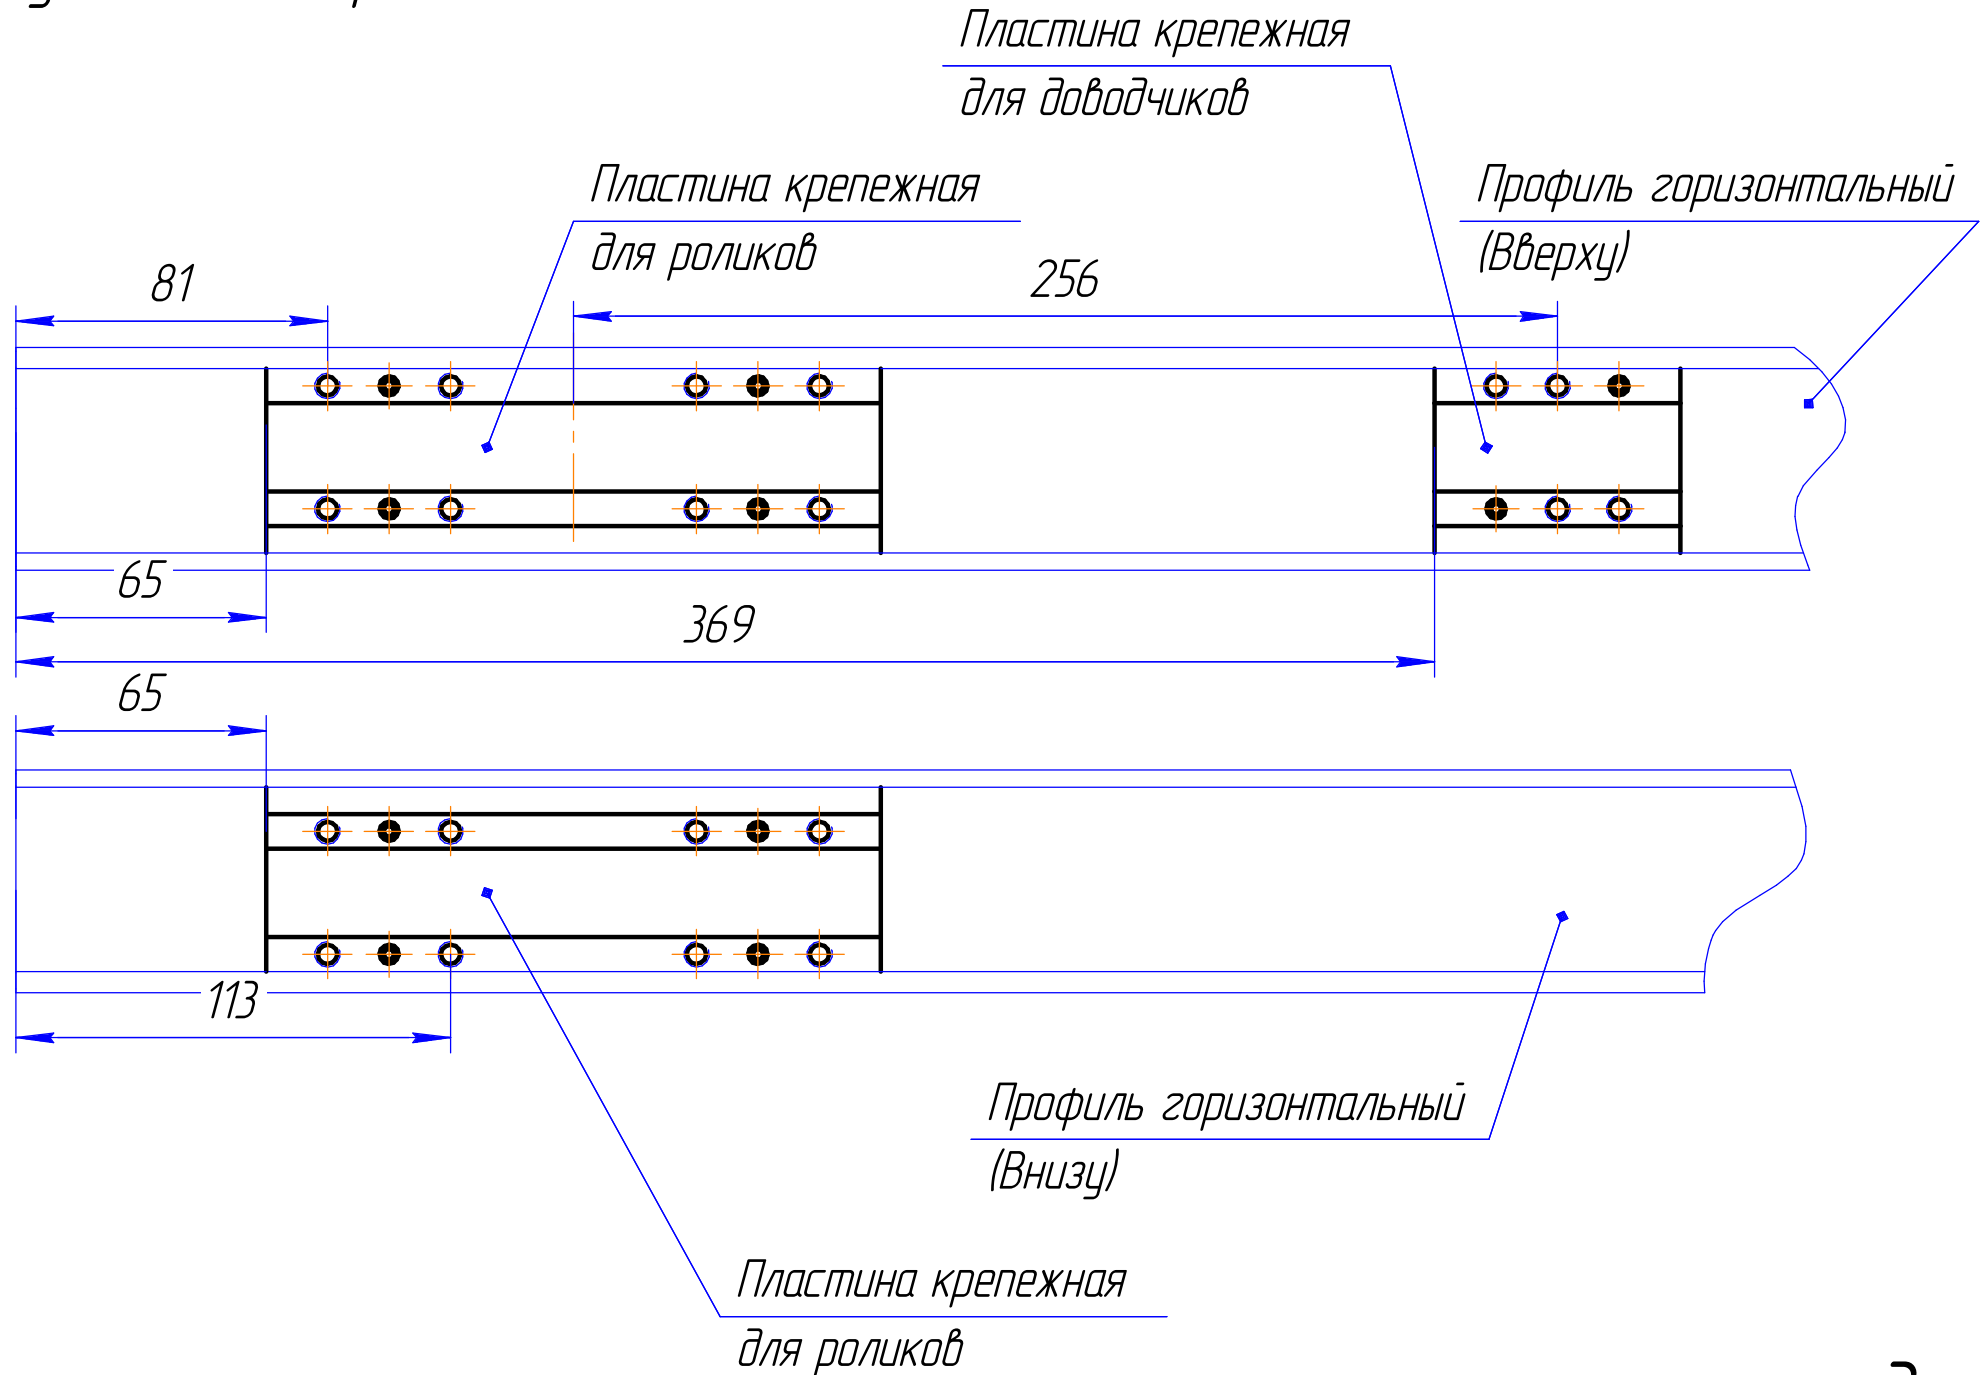 Пластина крепежная
для доводчиков
Пластина крепежная
для роликов
Профиль горизонтальный
(Вверху)
81
256
65
369
65
113
Профиль горизонтальный
(Внизу)
Пластина крепежная
для роликов